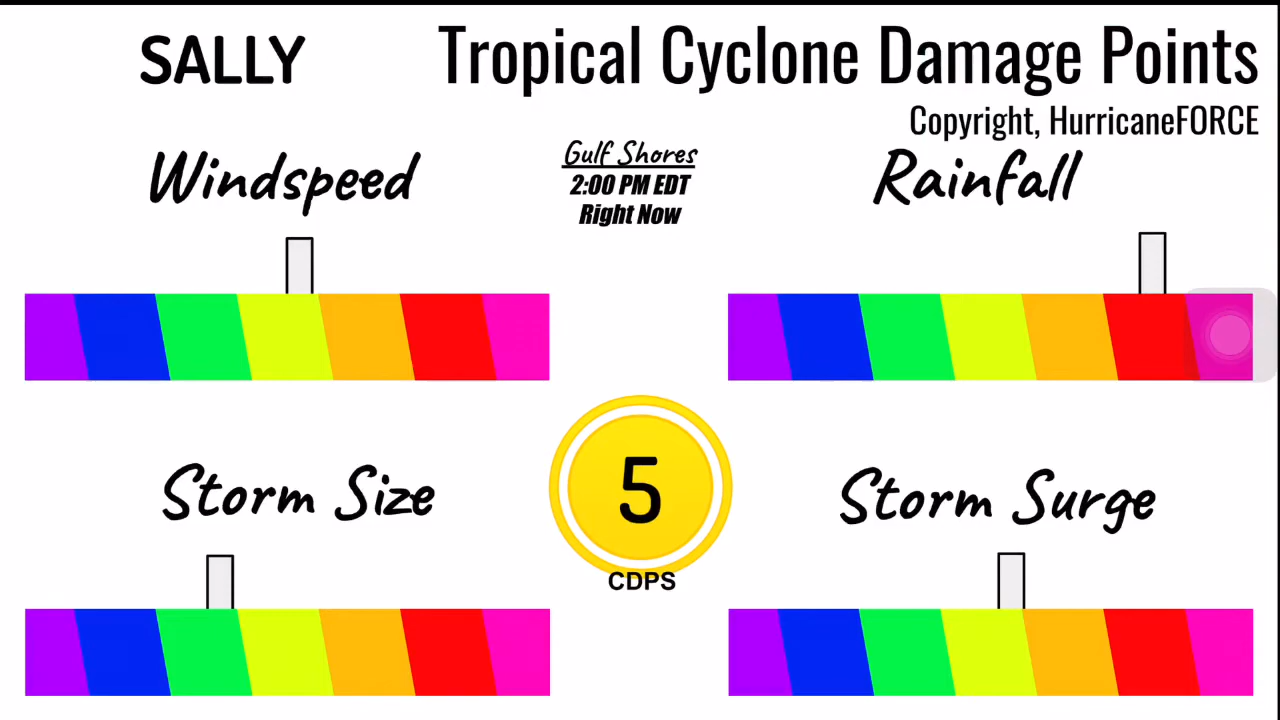 SALLY
Tropical Cyclone Damage Points
Copyright, HurricaneFORCE
Windspeed
Gulf Shores
2:00 PM EDT
Right Now
Rainfall
Storm Size
5
CDPS
Storm Surge